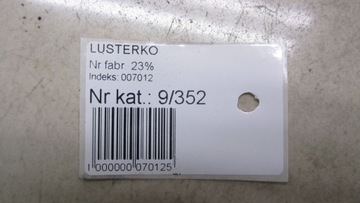 LUSTERKO
Nr fabr 23%
Indeks: 007012
Nr kat.: 9/352
1 000000 070125